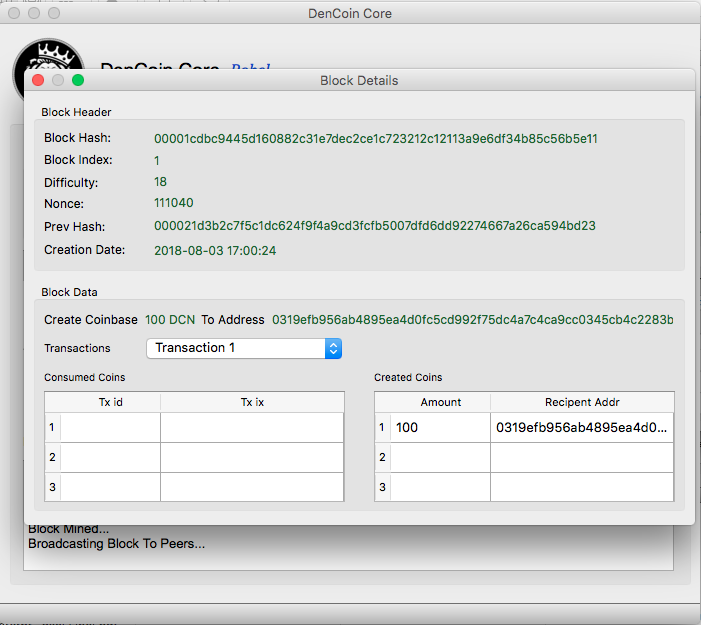 DenCoin Core
DenCoin Core Rebel
Block Details
Block Header
Block Hash: 00001cdbc9445d160882c31e7dec2ce1c723212c12113a9e6df34b85c56b5e11
Block Index: 1
Difficulty: 18
Nonce: 111040
Prev Hash: 000021d3b2c7f5c1dc624f9f4a9cd3fcfb5007dfd6dd92274667a26ca594bd23
Creation Date: 2018-08-03 17:00:24
Block Data
Create Coinbase 100 DCN To Address 0319efb956ab4895ea4d0fc5cd992f75dc4a7c4ca9cc0345cb4c2283b
Transactions Transaction 1
Consumed Coins Created Coins
Tx id Tx ix Amount Recipent Addr
1 1 100 0319efb956ab4895ea4d0...
2 2
3 3
Block Mined...
Broadcasting Block To Peers...